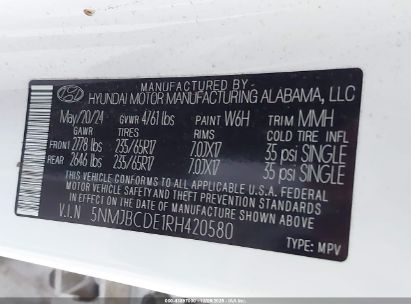 MANUFACTURED BY
HYUNDAI MOTOR MANUFACTURING ALABAMA, LLC
May/20/24 GVWR 4761 lbs PAINT W6H TRIM MMH
GAWR TIRES RIMS COLD TIRE INFL
FRONT 2778 lbs 235/65R17 7.0JX17 35 psi SINGLE
REAR 2646 lbs 235/65R17 7.0JX17 35 psi SINGLE
THIS VEHICLE CONFORMS TO ALL APPLICABLE U.S.A. FEDERAL MOTOR
VEHICLE SAFETY, BUMPER, AND THEFT PREVENTION STANDARDS
IN EFFECT ON THE DATE OF MANUFACTURE SHOWN ABOVE
V.I.N 5NMJBCDE1RH420580
TYPE: MPV